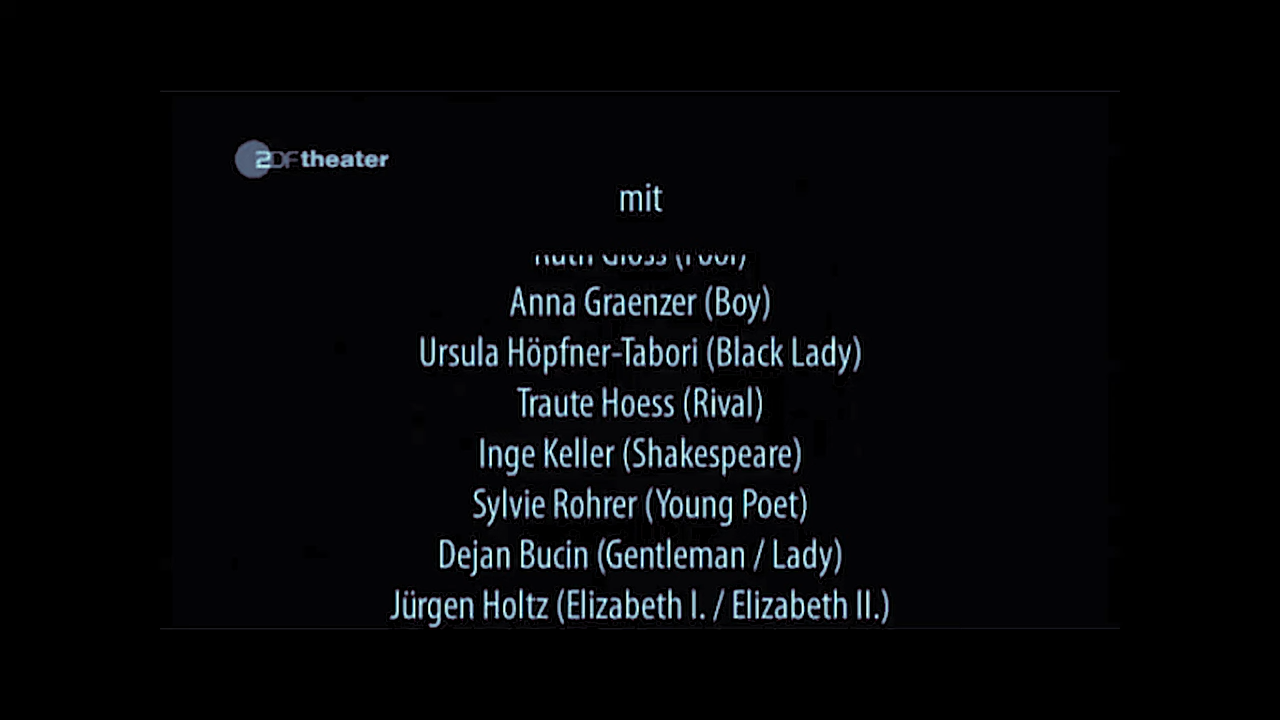 ZDFtheater
mit
Anna Graenzer (Boy)
Ursula Höpfner-Tabori (Black Lady)
Traute Hoess (Rival)
Inge Keller (Shakespeare)
Sylvie Rohrer (Young Poet)
Dejan Bucin (Gentleman / Lady)
Jürgen Holtz (Elizabeth I. / Elizabeth II.)